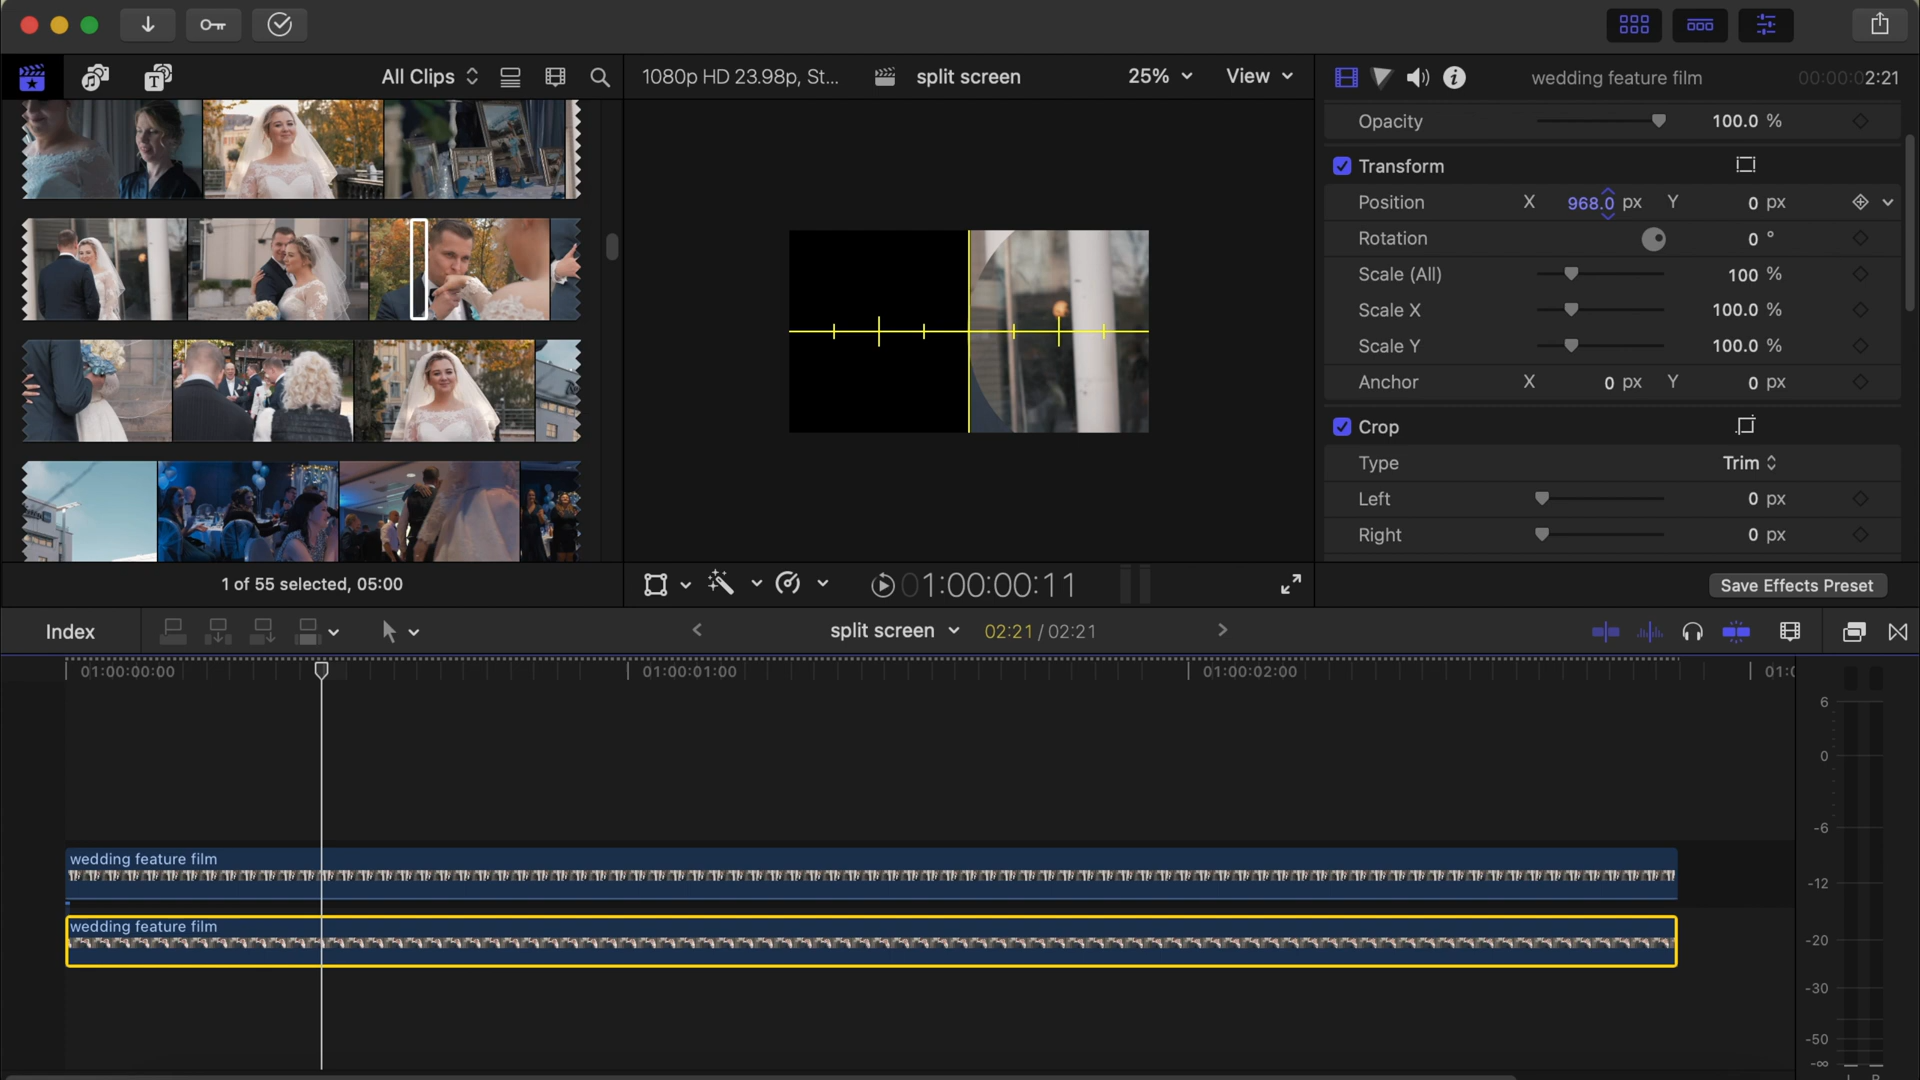 All Clips
1080p HD 23.98p, St...
split screen
25%
View
wedding feature film
00:00:02:21
Opacity
100.0 %
Transform
Position X 968.0 px Y 0 px
Rotation 0 °
Scale (All) 100 %
Scale X 100.0 %
Scale Y 100.0 %
Anchor X 0 px Y 0 px
Crop
Type Trim
Left 0 px
Right 0 px
1 of 55 selected, 05:00
01:00:00:11
Save Effects Preset
Index
split screen
02:21 / 02:21
01:00:00:00
01:00:01:00
01:00:02:00
01:0
6
0
-6
-12
-20
-30
-50
-∞
wedding feature film
wedding feature film